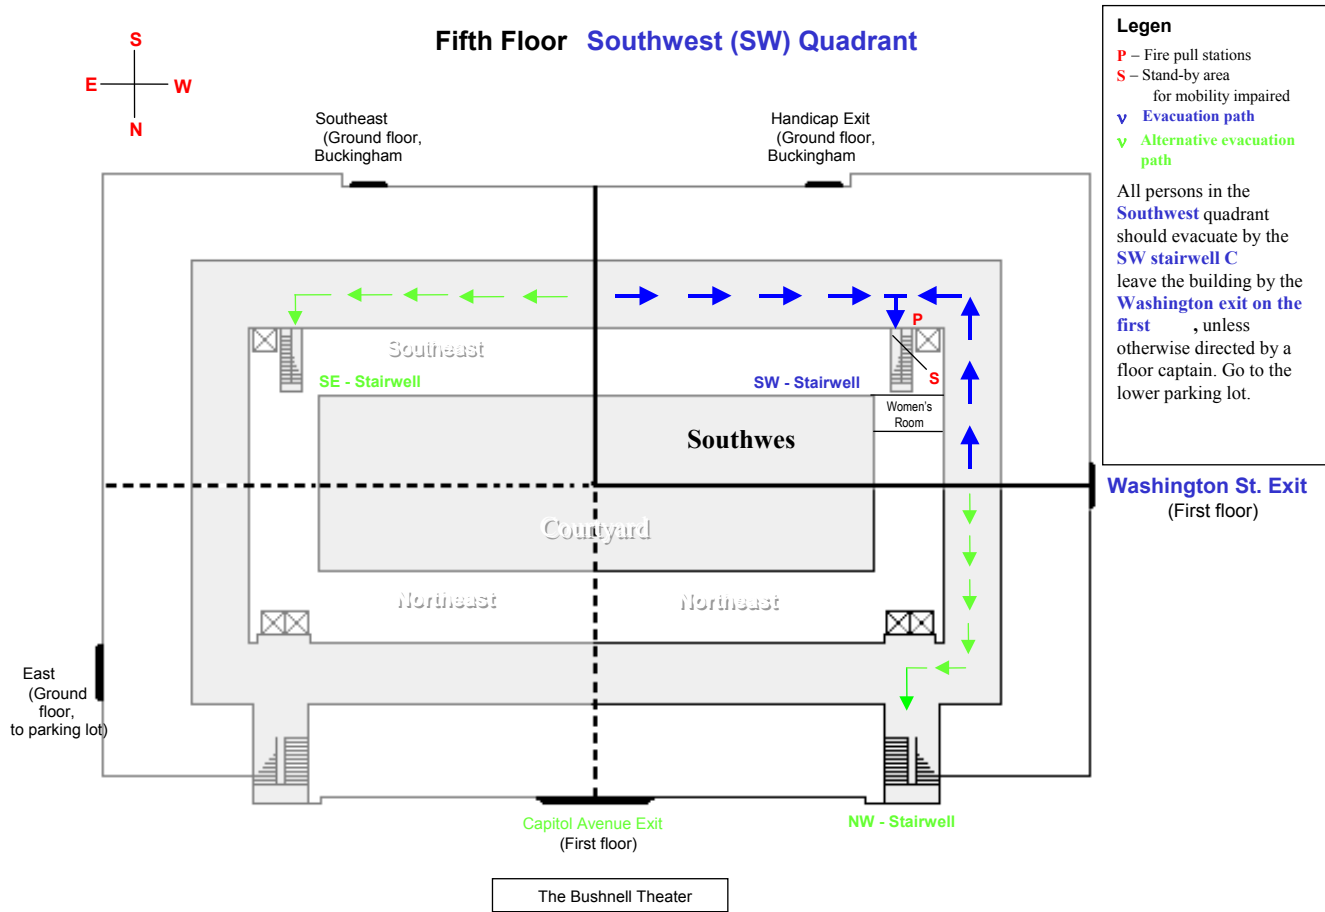 Fifth Floor Southwest (SW) Quadrant
S
E W
N
Southeast
(Ground floor,
Buckingham
Handicap Exit
(Ground floor,
Buckingham
Legen
P – Fire pull stations
S – Stand-by area
for mobility impaired
ν Evacuation path
ν Alternative evacuation
path
All persons in the
Southwest quadrant
should evacuate by the
SW stairwell C
leave the building by the
Washington exit on the
first , unless
otherwise directed by a
floor captain. Go to the
lower parking lot.
P
Southeast
S
SE - Stairwell
SW - Stairwell
Women's
Room
Southwes
Washington St. Exit
(First floor)
Courtyard
Northeast
Northeast
East
(Ground
floor,
to parking lot)
Capitol Avenue Exit
(First floor)
NW - Stairwell
The Bushnell Theater